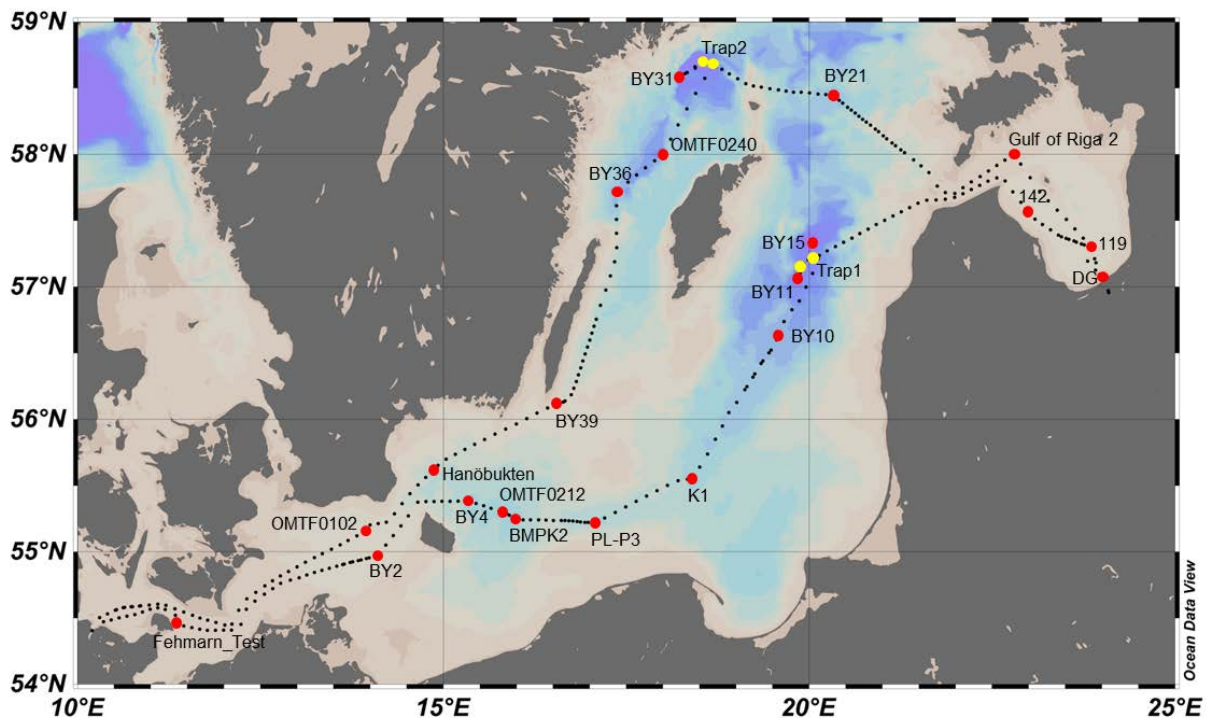 59°N
Trap2
BY31
BY21
Gulf of Riga 2
58°N
OMTF0240
BY36
142
BY15
119
Trap1
57°N
BY11
DG
BY10
56°N
BY39
Hanöbukten
OMTF0212
K1
OMTF0102
BY4
BMPK2
PL-P3
55°N
BY2
Fehmarn_Test
Ocean Data View
54°N
10°E
15°E
20°E
25°E